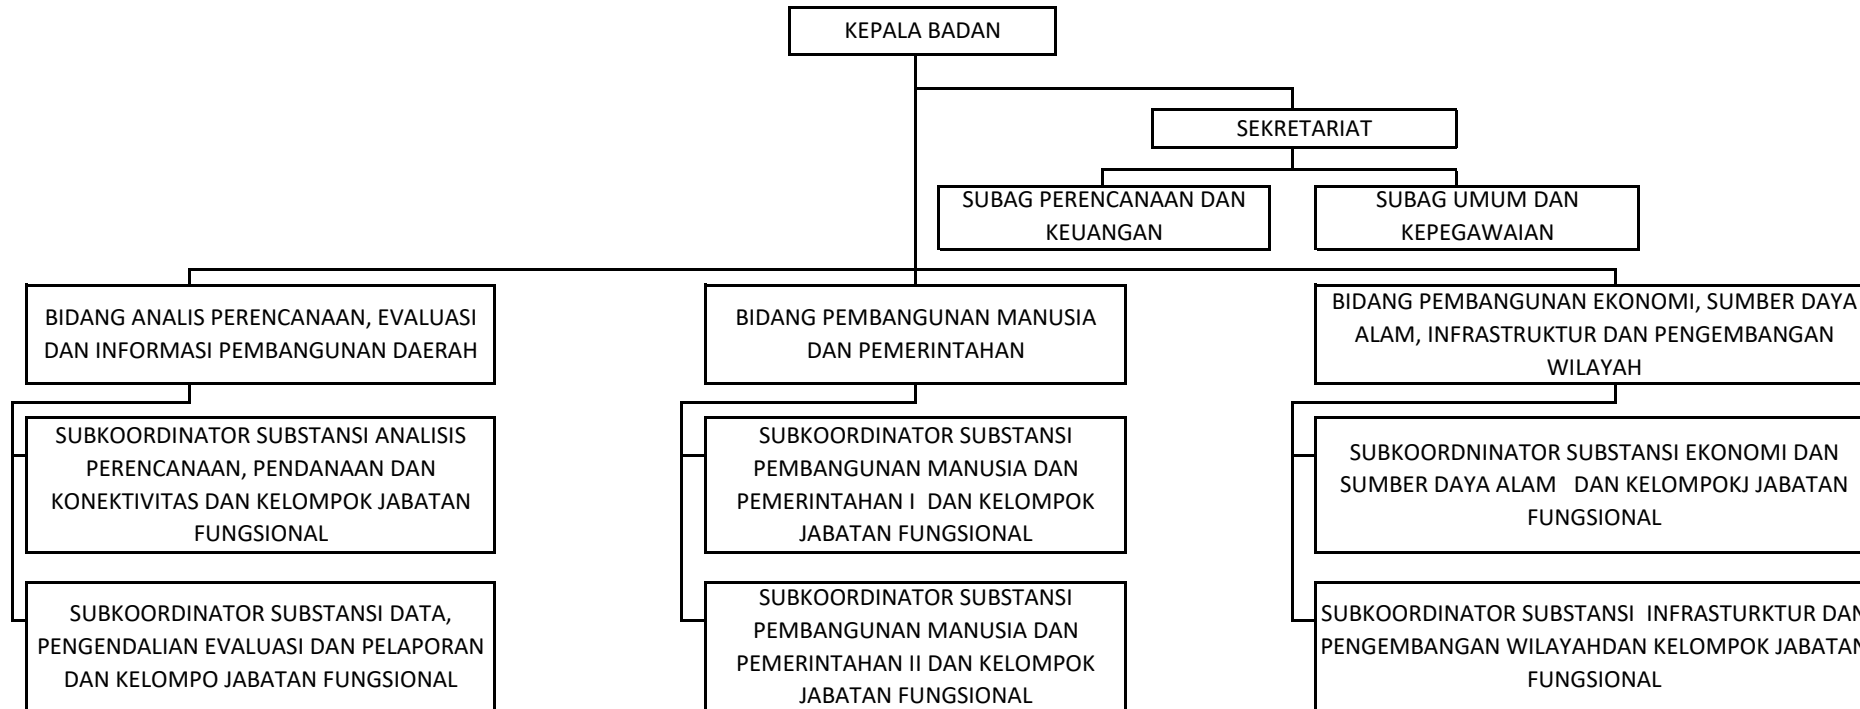 KEPALA BADAN
SEKRETARIAT
SUBAG PERENCANAAN DAN
KEUANGAN
SUBAG UMUM DAN
KEPEGAWAIAN
BIDANG ANALIS PERENCANAAN, EVALUASI
DAN INFORMASI PEMBANGUNAN DAERAH
BIDANG PEMBANGUNAN MANUSIA
DAN PEMERINTAHAN
BIDANG PEMBANGUNAN EKONOMI, SUMBER DAYA
ALAM, INFRASTRUKTUR DAN PENGEMBANGAN
WILAYAH
SUBKOORDINATOR SUBSTANSI ANALISIS
PERENCANAAN, PENDANAAN DAN
KONEKTIVITAS DAN KELOMPOK JABATAN
FUNGSIONAL
SUBKOORDINATOR SUBSTANSI
PEMBANGUNAN MANUSIA DAN
PEMERINTAHAN I DAN KELOMPOK
JABATAN FUNGSIONAL
SUBKOORDNINATOR SUBSTANSI EKONOMI DAN
SUMBER DAYA ALAM DAN KELOMPOKJ JABATAN
FUNGSIONAL
SUBKOORDINATOR SUBSTANSI DATA,
PENGENDALIAN EVALUASI DAN PELAPORAN
DAN KELOMPO JABATAN FUNGSIONAL
SUBKOORDINATOR SUBSTANSI
PEMBANGUNAN MANUSIA DAN
PEMERINTAHAN II DAN KELOMPOK
JABATAN FUNGSIONAL
SUBKOORDINATOR SUBSTANSI INFRASTURKTUR DAN
PENGEMBANGAN WILAYAHDAN KELOMPOK JABATAN
FUNGSIONAL